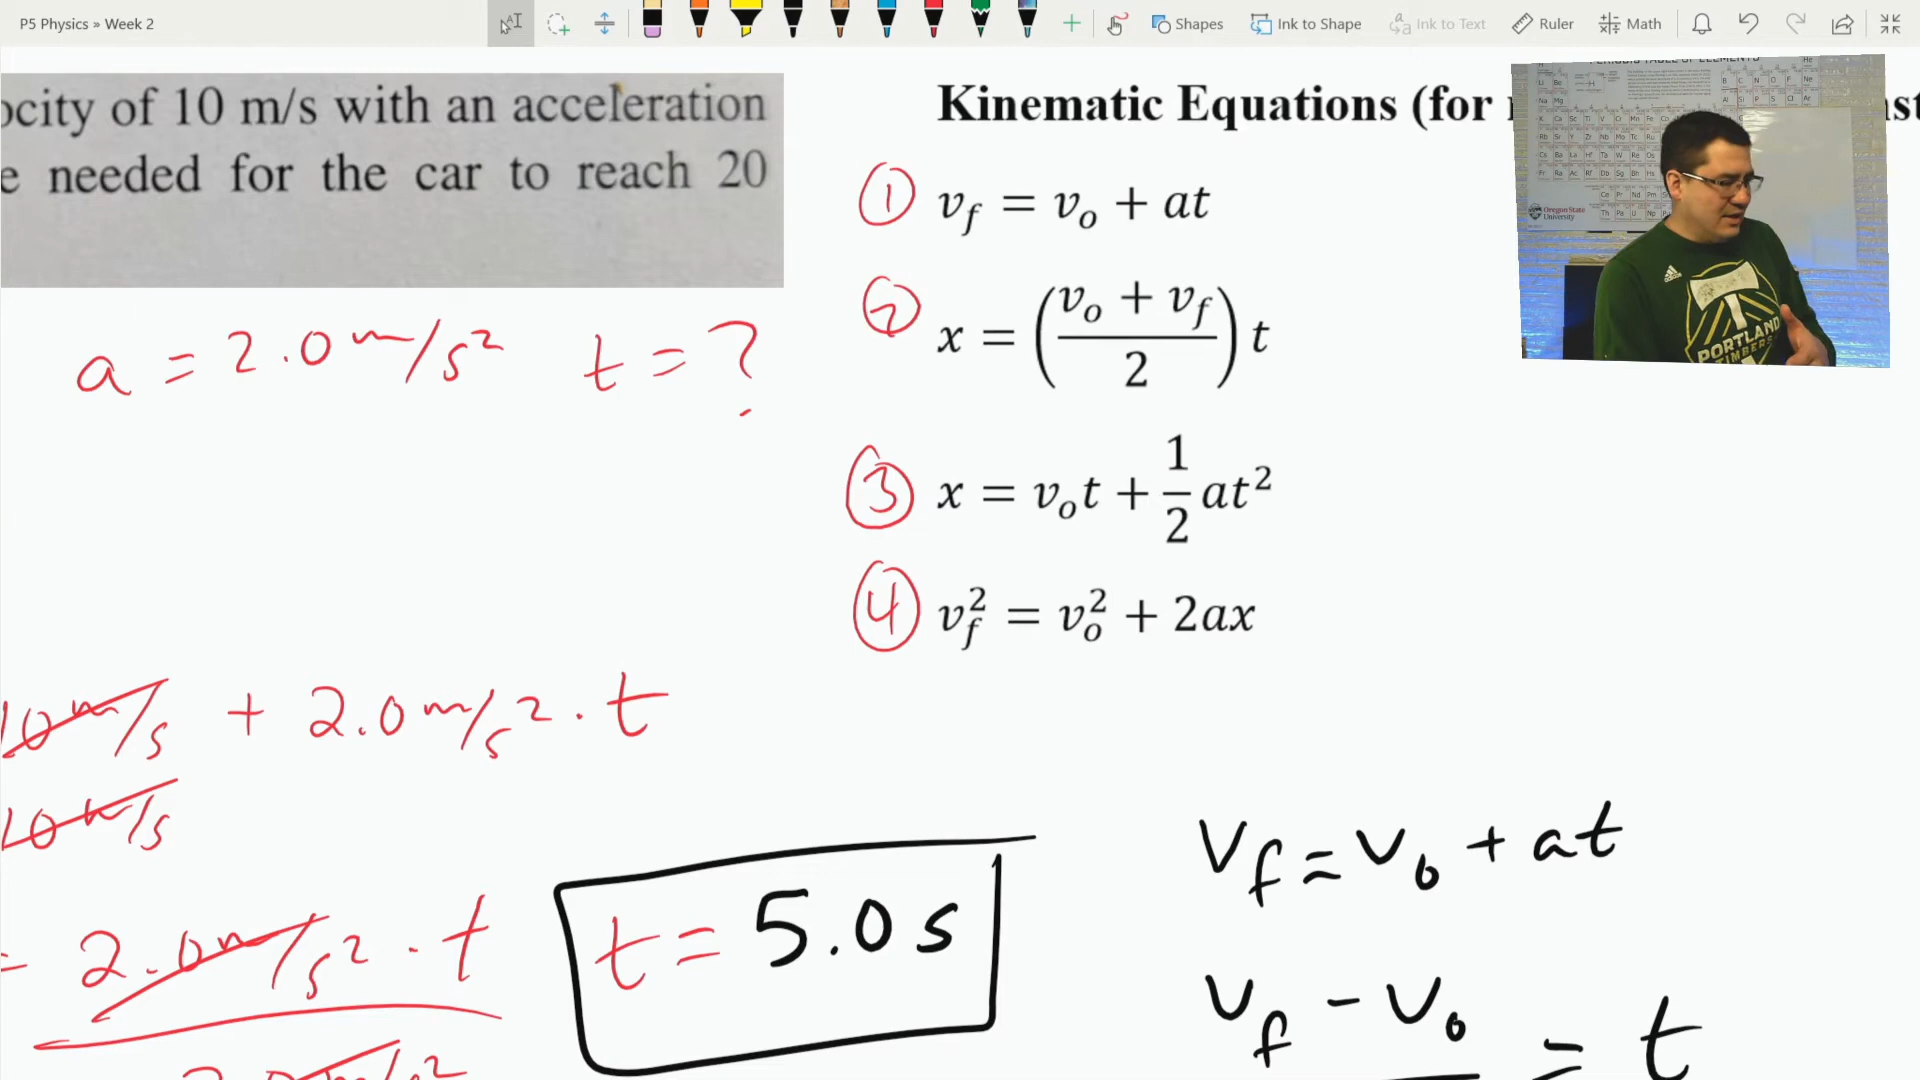 P5 Physics » Week 2
Shapes
Ink to Shape
Ink to Text
Ruler
Math
ocity of 10 m/s with an acceleration
e needed for the car to reach 20
a = 2.0 m/s² t = ?
10 m/s + 2.0 m/s² · t
10 m/s
= 2.0 m/s² · t
t = 5.0 s
Kinematic Equations (for
① v_f = v_o + at
② x = ((v_o + v_f)/2) t
③ x = v_o t + 1/2 at²
④ v_f² = v_o² + 2ax
v_f = v_o + at
v_f - v_o
= t
Oregon State
University
PORTLAND
TIMBERS